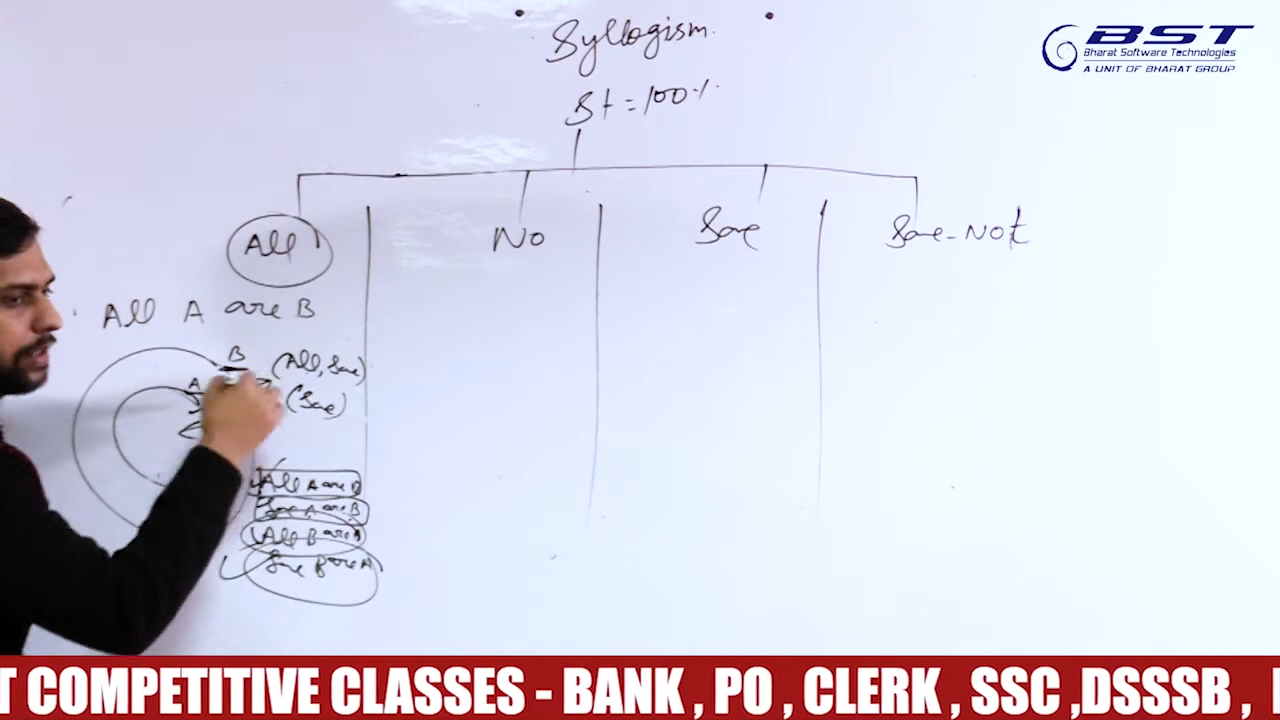 Syllogism
BST
Bharat Software Technologies
A UNIT OF BHARAT GROUP
St = 100%
All
No
Some
Some - Not
All A are B
B
(All, Some)
A
(Some)
All A are B
Some A are B
All B are A
Some B are A
T COMPETITIVE CLASSES - BANK , PO , CLERK , SSC ,DSSSB ,